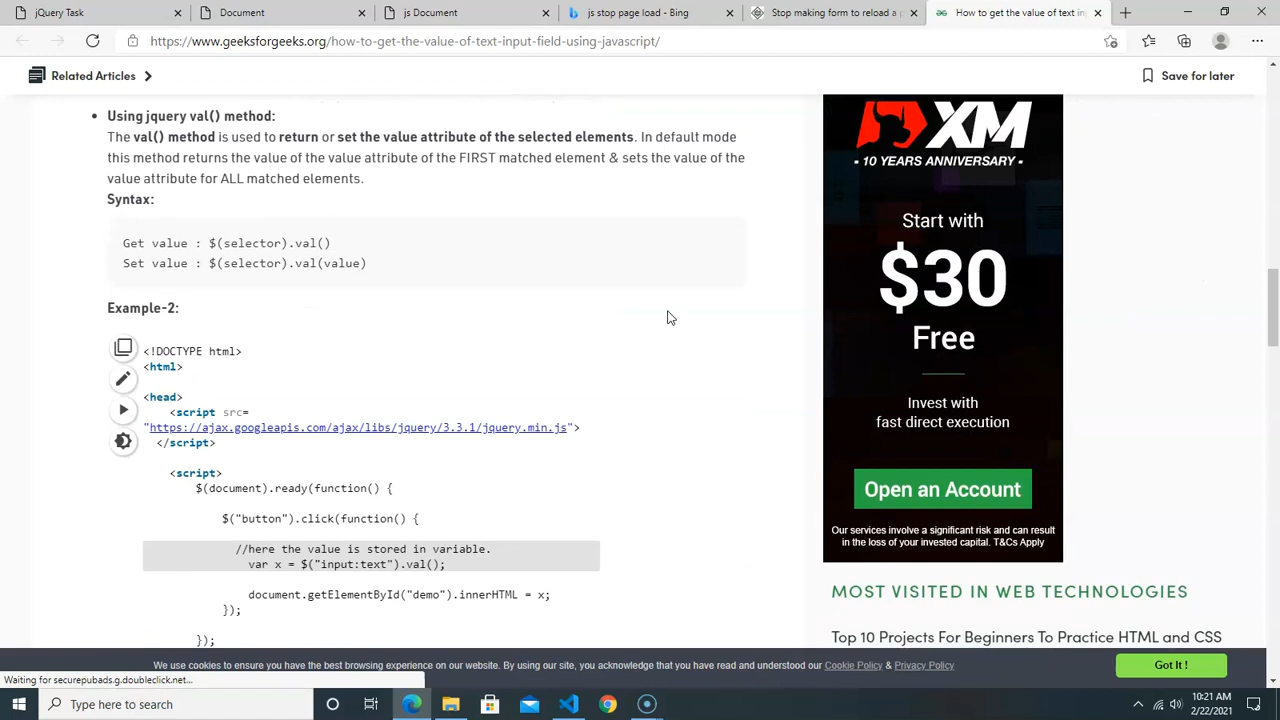 jQuery Task
Document
js Document
js stop page load - Bing
Stop making form to reload a p
How to get the value of text in
https://www.geeksforgeeks.org/how-to-get-the-value-of-text-input-field-using-javascript/
Related Articles
Save for later
Using jquery val() method:
The val() method is used to return or set the value attribute of the selected elements. In default mode
this method returns the value of the value attribute of the FIRST matched element & sets the value of the
value attribute for ALL matched elements.
Syntax:
Get value : $(selector).val()
Set value : $(selector).val(value)
Example-2:
<!DOCTYPE html>
<html>
<head>
<script src=
"https://ajax.googleapis.com/ajax/libs/jquery/3.3.1/jquery.min.js">
</script>
<script>
$(document).ready(function() {
$("button").click(function() {
//here the value is stored in variable.
var x = $("input:text").val();
document.getElementById("demo").innerHTML = x;
});
});
XM
- 10 YEARS ANNIVERSARY -
Start with
$30
Free
Invest with
fast direct execution
Open an Account
Our services involve a significant risk and can result
in the loss of your invested capital. T&Cs Apply
MOST VISITED IN WEB TECHNOLOGIES
Top 10 Projects For Beginners To Practice HTML and CSS
We use cookies to ensure you have the best browsing experience on our website. By using our site, you acknowledge that you have read and understood our Cookie Policy & Privacy Policy
Got It !
Waiting for securepubads.g.doubleclick.net...
Type here to search
10:21 AM
2/22/2021